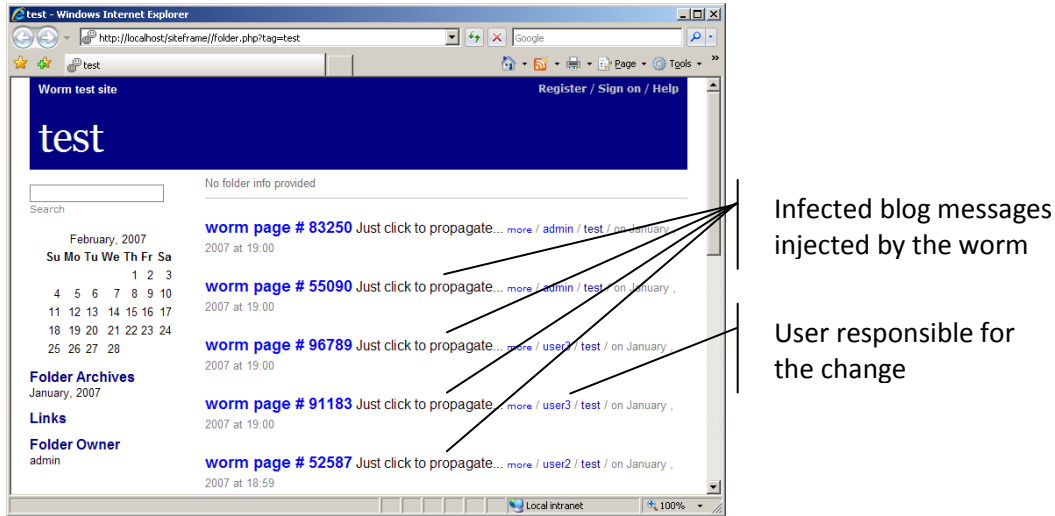 test - Windows Internet Explorer
http://localhost/siteframe//folder.php?tag=test
Google
test
Page
Tools
Worm test site
Register / Sign on / Help
test
Search
February, 2007
Su Mo Tu We Th Fr Sa
1 2 3
4 5 6 7 8 9 10
11 12 13 14 15 16 17
18 19 20 21 22 23 24
25 26 27 28
Folder Archives
January, 2007
Links
Folder Owner
admin
No folder info provided
worm page # 83250 Just click to propagate... more / admin / test / on January ,
2007 at 19:00
worm page # 55090 Just click to propagate... more / admin / test / on January ,
2007 at 19:00
worm page # 96789 Just click to propagate... more / user3 / test / on January ,
2007 at 19:00
worm page # 91183 Just click to propagate... more / user3 / test / on January ,
2007 at 19:00
worm page # 52587 Just click to propagate... more / user2 / test / on January ,
2007 at 18:59
Local intranet
100%
Infected blog messages
injected by the worm
User responsible for
the change